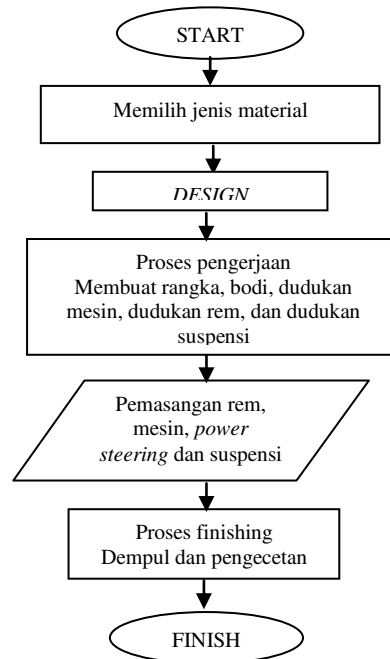 START
Memilih jenis material
DESIGN
Proses pengerjaan
Membuat rangka, bodi, dudukan
mesin, dudukan rem, dan dudukan
suspensi
Pemasangan rem,
mesin, power
steering dan suspensi
Proses finishing
Dempul dan pengecetan
FINISH